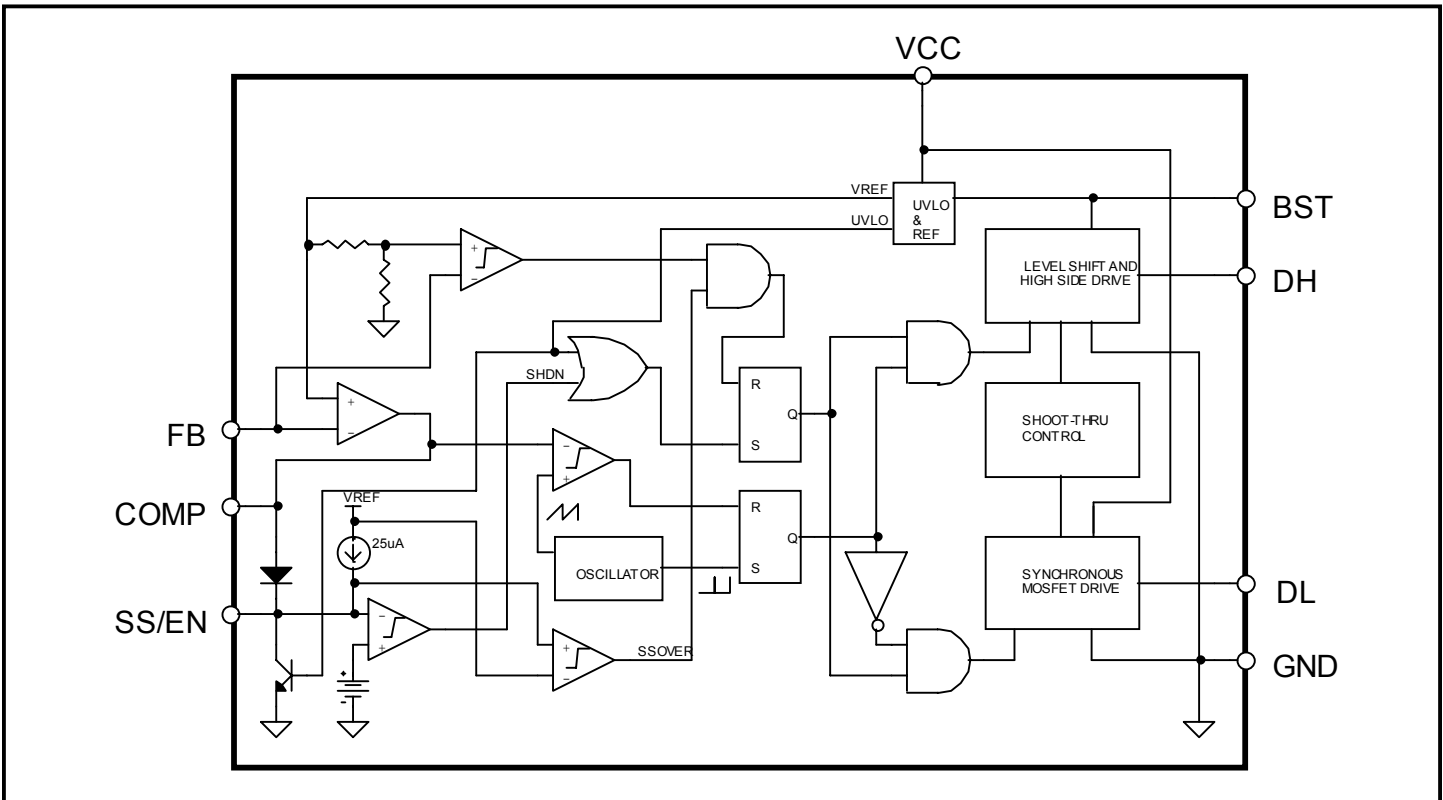 VCC
VREF
UVLO
UVLO
&
REF
BST
+
−
LEVEL SHIFT AND
HIGH SIDE DRIVE
DH
SHDN
R
Q
S
+
−
SHOOT-THRU
CONTROL
FB
−
+
COMP
VREF
25uA
R
Q
S
OSCILLATOR
SYNCHRONOUS
MOSFET DRIVE
DL
SS/EN
−
+
+
−
SSOVER
+
-
GND